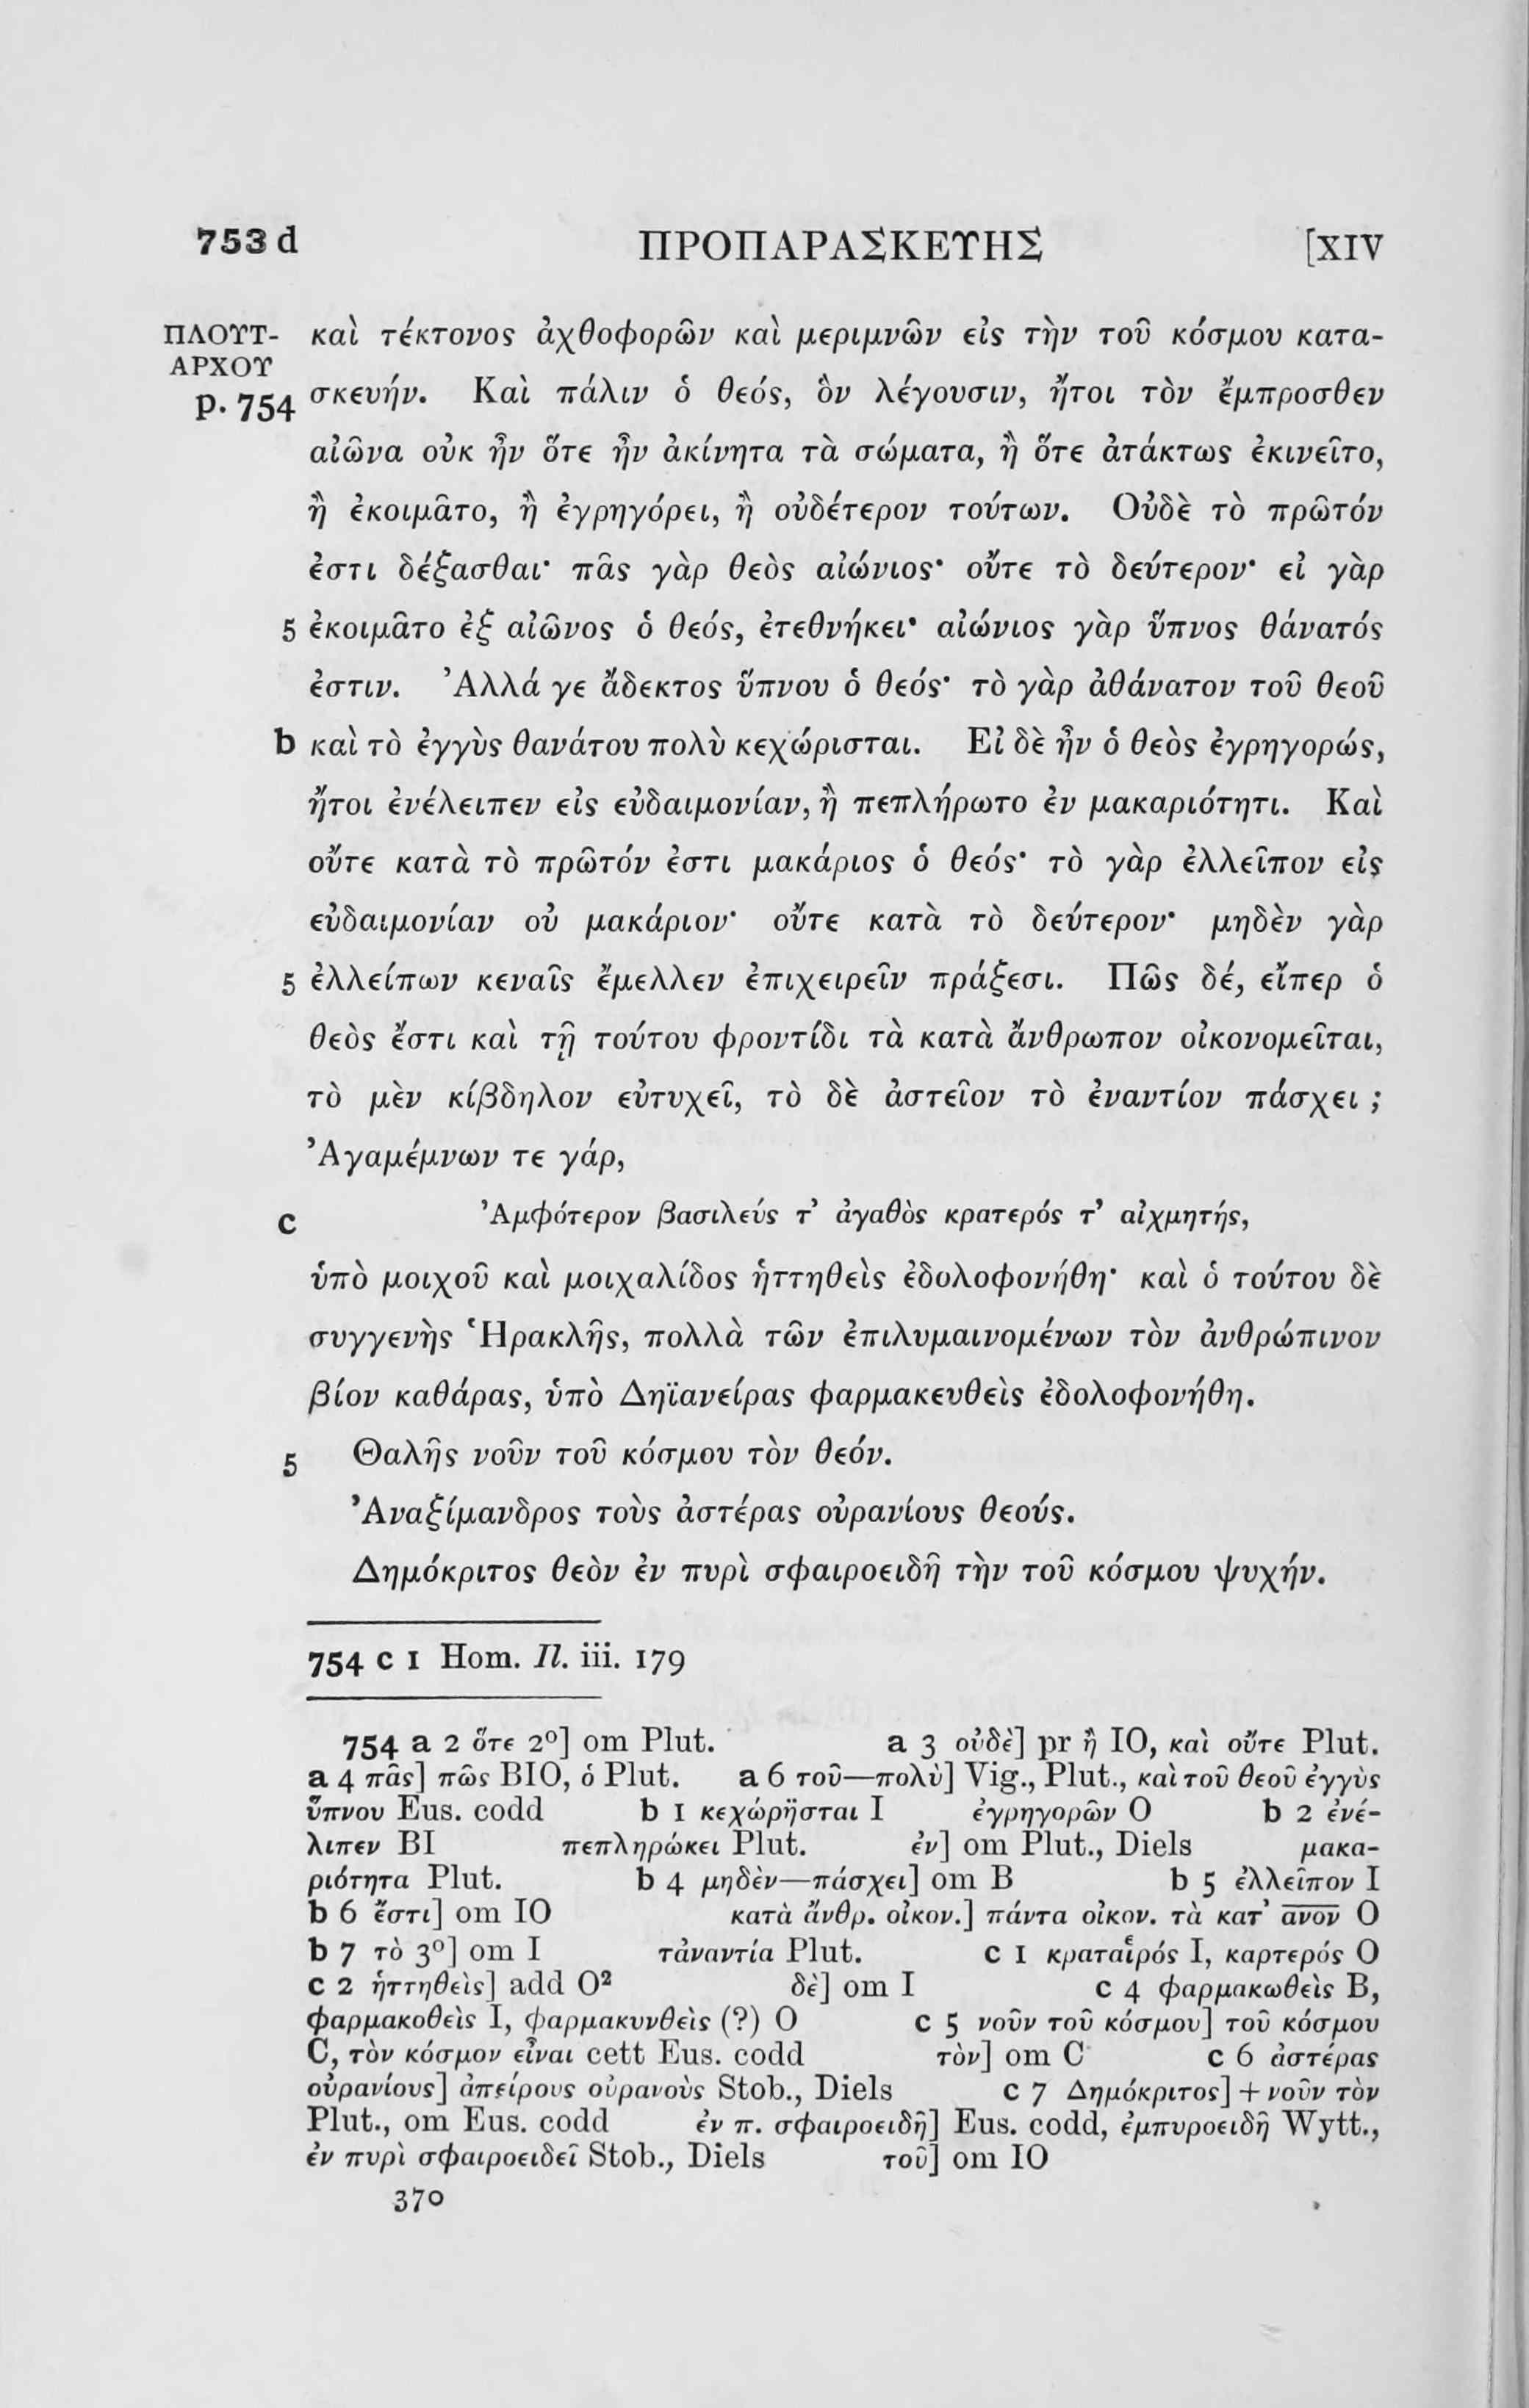 753 d ΠΡΟΠΑΡΑΣΚΕΥΗΣ [XIV
ΠΛΟΥΤ- καὶ τέκτονος ἀχθοφορῶν καὶ μεριμνῶν εἰς τὴν τοῦ κόσμου κατα-
ΑΡΧΟΥ
p. 754 σκευήν. Καὶ πάλιν ὁ θεός, ὃν λέγουσιν, ἤτοι τὸν ἔμπροσθεν
αἰῶνα οὐκ ἦν ὅτε ἦν ἀκίνητα τὰ σώματα, ἢ ὅτε ἀτάκτως ἐκινεῖτο,
ἢ ἐκοιμᾶτο, ἢ ἐγρηγόρει, ἢ οὐδέτερον τούτων. Οὐδὲ τὸ πρῶτόν
ἐστι δέξασθαι· πᾶς γὰρ θεὸς αἰώνιος· οὔτε τὸ δεύτερον· εἰ γὰρ
5 ἐκοιμᾶτο ἐξ αἰῶνος ὁ θεός, ἐτεθνήκει· αἰώνιος γὰρ ὕπνος θάνατός
ἐστιν. Ἀλλά γε ἄδεκτος ὕπνου ὁ θεός· τὸ γὰρ ἀθάνατον τοῦ θεοῦ
b καὶ τὸ ἐγγὺς θανάτου πολὺ κεχώρισται. Εἰ δὲ ἦν ὁ θεὸς ἐγρηγορώς,
ἤτοι ἐνέλειπεν εἰς εὐδαιμονίαν, ἢ πεπλήρωτο ἐν μακαριότητι. Καὶ
οὔτε κατὰ τὸ πρῶτόν ἐστι μακάριος ὁ θεός· τὸ γὰρ ἐλλεῖπον εἰς
εὐδαιμονίαν οὐ μακάριον· οὔτε κατὰ τὸ δεύτερον· μηδὲν γὰρ
5 ἐλλείπων κεναῖς ἔμελλεν ἐπιχειρεῖν πράξεσι. Πῶς δέ, εἴπερ ὁ
θεὸς ἔστι καὶ τῇ τούτου φροντίδι τὰ κατὰ ἄνθρωπον οἰκονομεῖται,
τὸ μὲν κίβδηλον εὐτυχεῖ, τὸ δὲ ἀστεῖον τὸ ἐναντίον πάσχει ;
Ἀγαμέμνων τε γάρ,
c Ἀμφότερον βασιλεύς τ’ ἀγαθὸς κρατερός τ’ αἰχμητής,
ὑπὸ μοιχοῦ καὶ μοιχαλίδος ἡττηθεὶς ἐδολοφονήθη· καὶ ὁ τούτου δὲ
συγγενὴς Ἡρακλῆς, πολλὰ τῶν ἐπιλυμαινομένων τὸν ἀνθρώπινον
βίον καθάρας, ὑπὸ Δηϊανείρας φαρμακευθεὶς ἐδολοφονήθη.
5 Θαλῆς νοῦν τοῦ κόσμου τὸν θεόν.
Ἀναξίμανδρος τοὺς ἀστέρας οὐρανίους θεούς.
Δημόκριτος θεὸν ἐν πυρὶ σφαιροειδῆ τὴν τοῦ κόσμου ψυχήν.
754 c 1 Hom. Il. iii. 179
754 a 2 ὅτε 2º] om Plut. a 3 οὐδὲ] pr ἢ IO, καὶ οὔτε Plut.
a 4 πᾶς] πῶς BIO, ὁ Plut. a 6 τοῦ—πολὺ] Vig., Plut., καὶ τοῦ θεοῦ ἐγγὺς
ὕπνου Eus. codd b 1 κεχώρηϊσται I ἐγρηγορῶν O b 2 ἐνέ-
λιπεν BI πεπληρώκει Plut. ἐν] om Plut., Diels μακα-
ριότητα Plut. b 4 μηδὲν—πάσχει] om B b 5 ἐλλεῖπον I
b 6 ἔστι] om IO κατὰ ἄνθρ. οἰκον.] πάντα οἰκον. τὰ κατ’ ανον O
b 7 τὸ 3º] om I τἀναντία Plut. c 1 κραταῖρός I, καρτερός O
c 2 ἡττηθεὶς] add O² δὲ] om I c 4 φαρμακωθεὶς B,
φαρμακοθεὶς I, φαρμακυνθεὶς (?) O c 5 νοῦν τοῦ κόσμου] τοῦ κόσμου
C, τὸν κόσμον εἶναι cett Eus. codd τὸν] om C c 6 ἀστέρας
οὐρανίους] ἀπείρους οὐρανοὺς Stob., Diels c 7 Δημόκριτος] + νοῦν τὸν
Plut., om Eus. codd ἐν π. σφαιροειδῆ] Eus. codd, ἐμπυροειδῆ Wytt.,
ἐν πυρὶ σφαιροειδεῖ Stob., Diels τοῦ] om IO
370